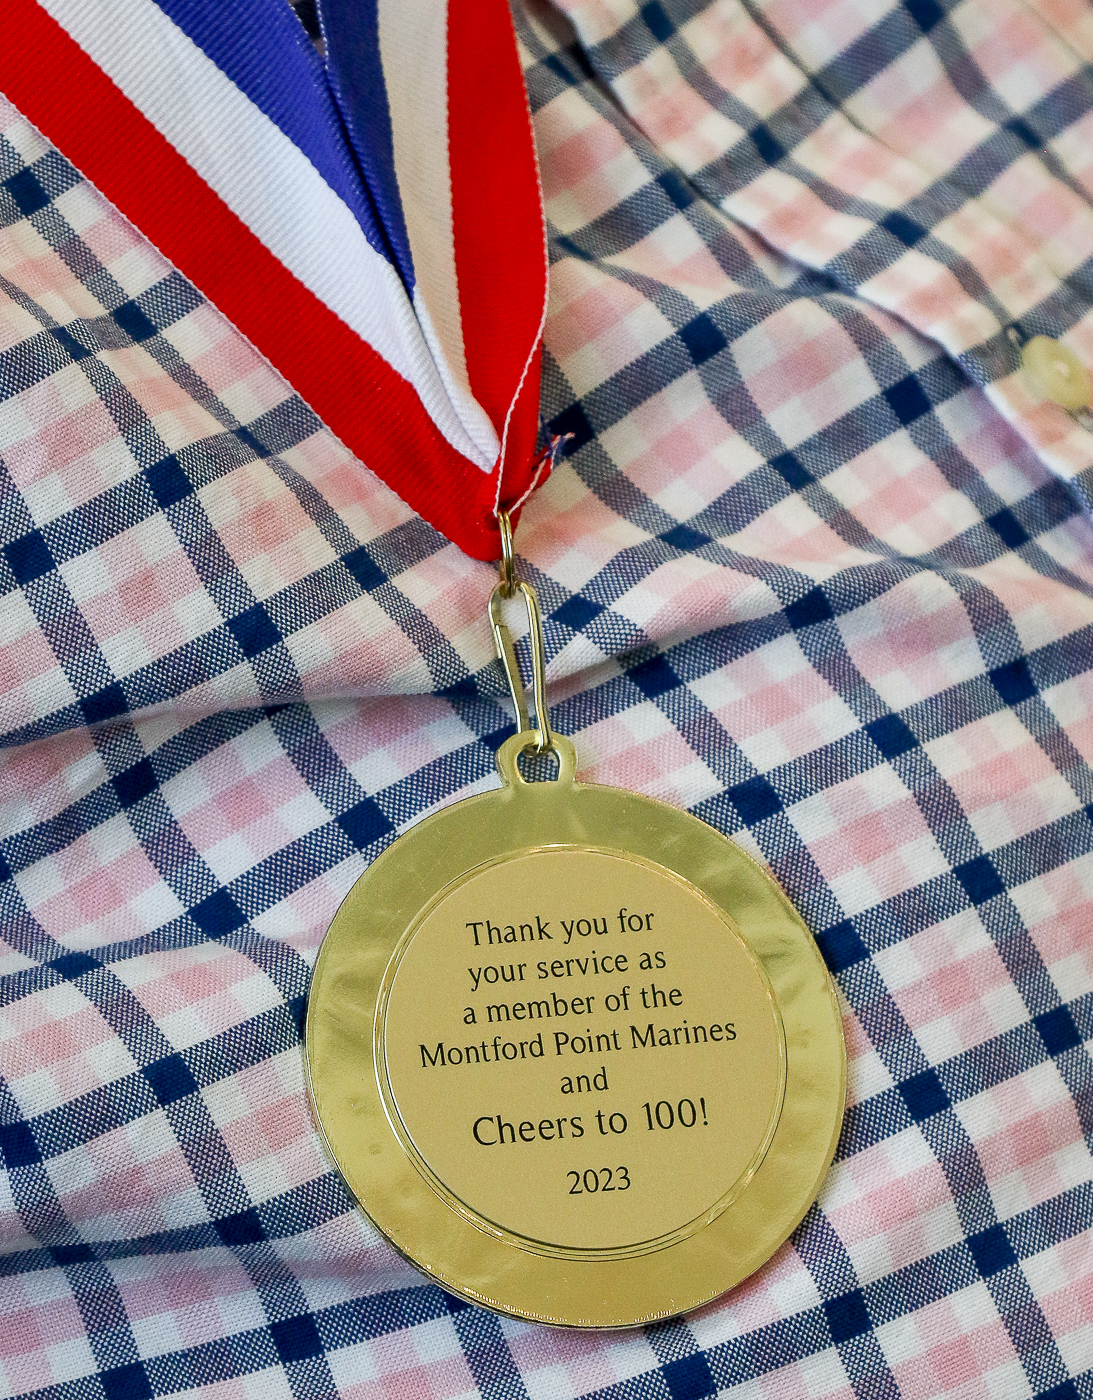 Thank you for
your service as
a member of the
Montford Point Marines
and
Cheers to 100!
2023